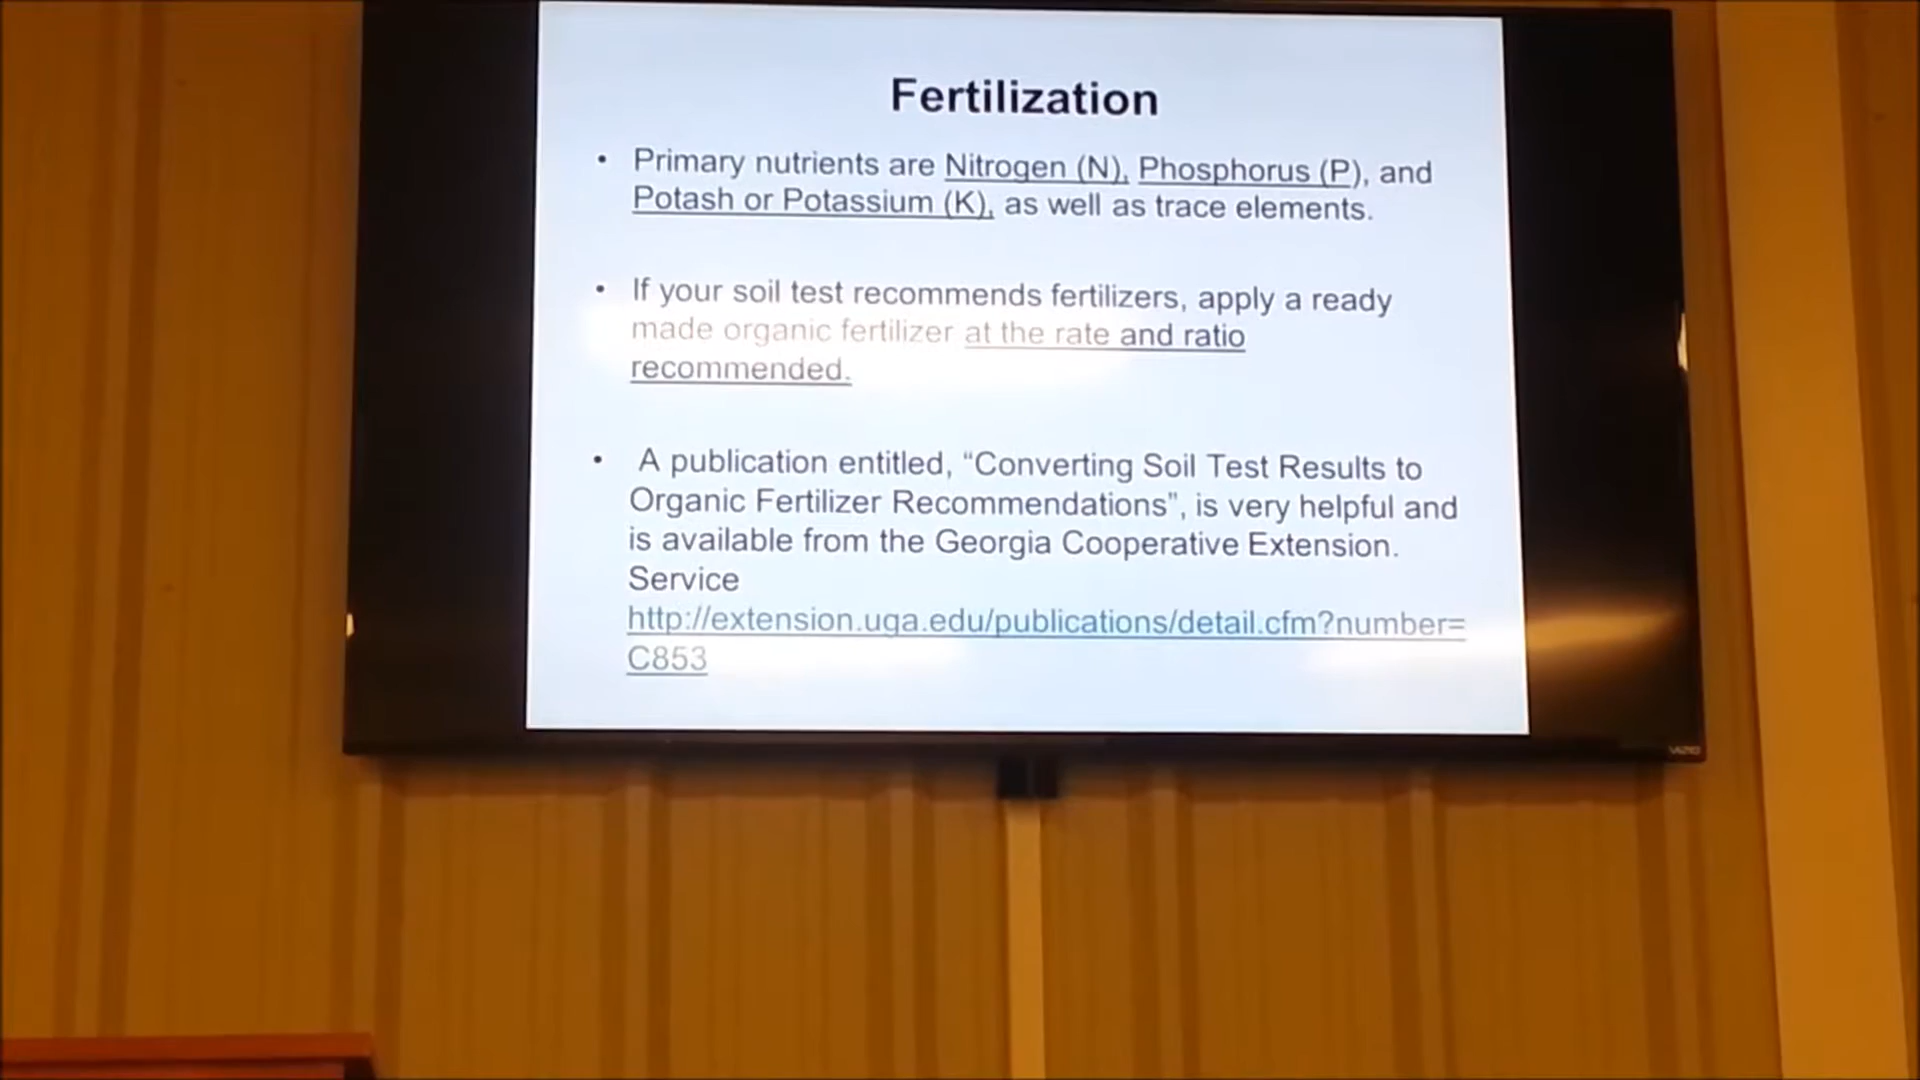 Fertilization
• Primary nutrients are Nitrogen (N), Phosphorus (P), and
Potash or Potassium (K), as well as trace elements.
• If your soil test recommends fertilizers, apply a ready
made organic fertilizer at the rate and ratio
recommended.
• A publication entitled, “Converting Soil Test Results to
Organic Fertilizer Recommendations”, is very helpful and
is available from the Georgia Cooperative Extension.
Service
http://extension.uga.edu/publications/detail.cfm?number=
C853
VIZIO